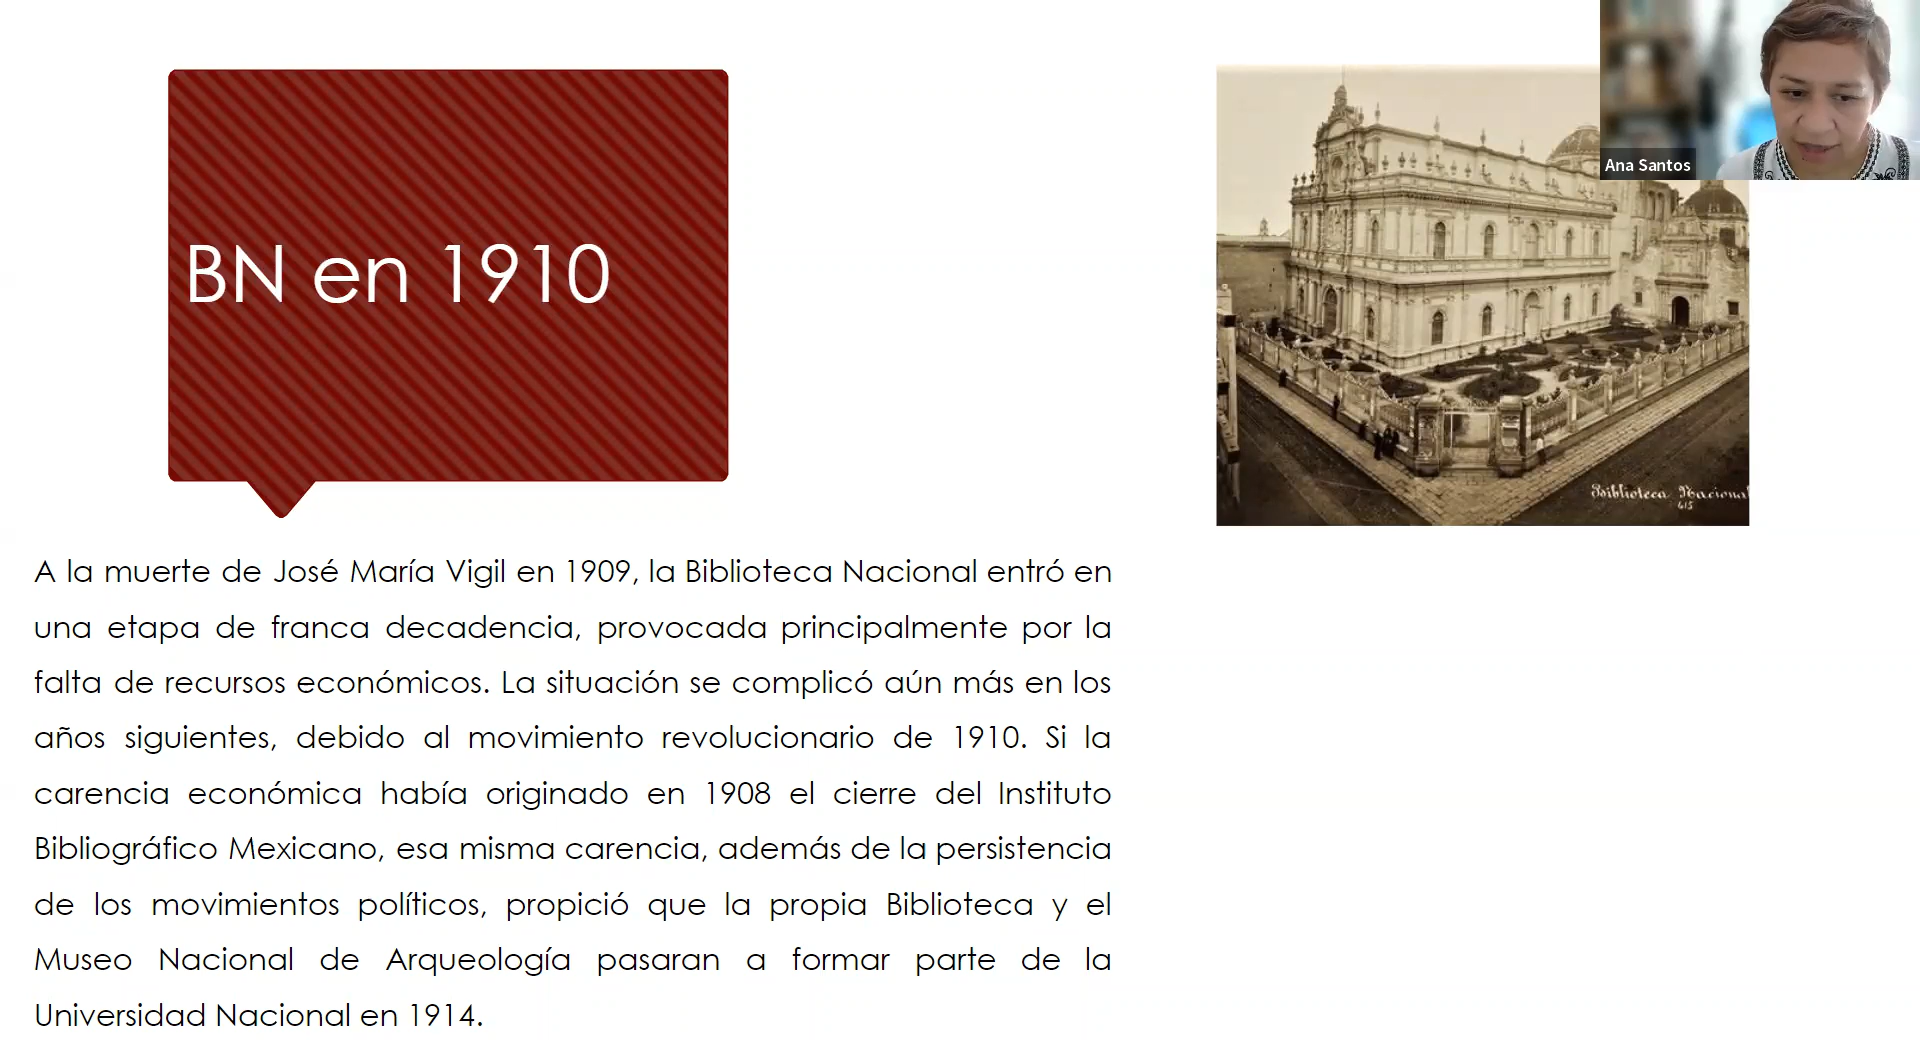 BN en 1910
Ana Santos
Biblioteca Nacional
615
A la muerte de José María Vigil en 1909, la Biblioteca Nacional entró en
una etapa de franca decadencia, provocada principalmente por la
falta de recursos económicos. La situación se complicó aún más en los
años siguientes, debido al movimiento revolucionario de 1910. Si la
carencia económica había originado en 1908 el cierre del Instituto
Bibliográfico Mexicano, esa misma carencia, además de la persistencia
de los movimientos políticos, propició que la propia Biblioteca y el
Museo Nacional de Arqueología pasaran a formar parte de la
Universidad Nacional en 1914.